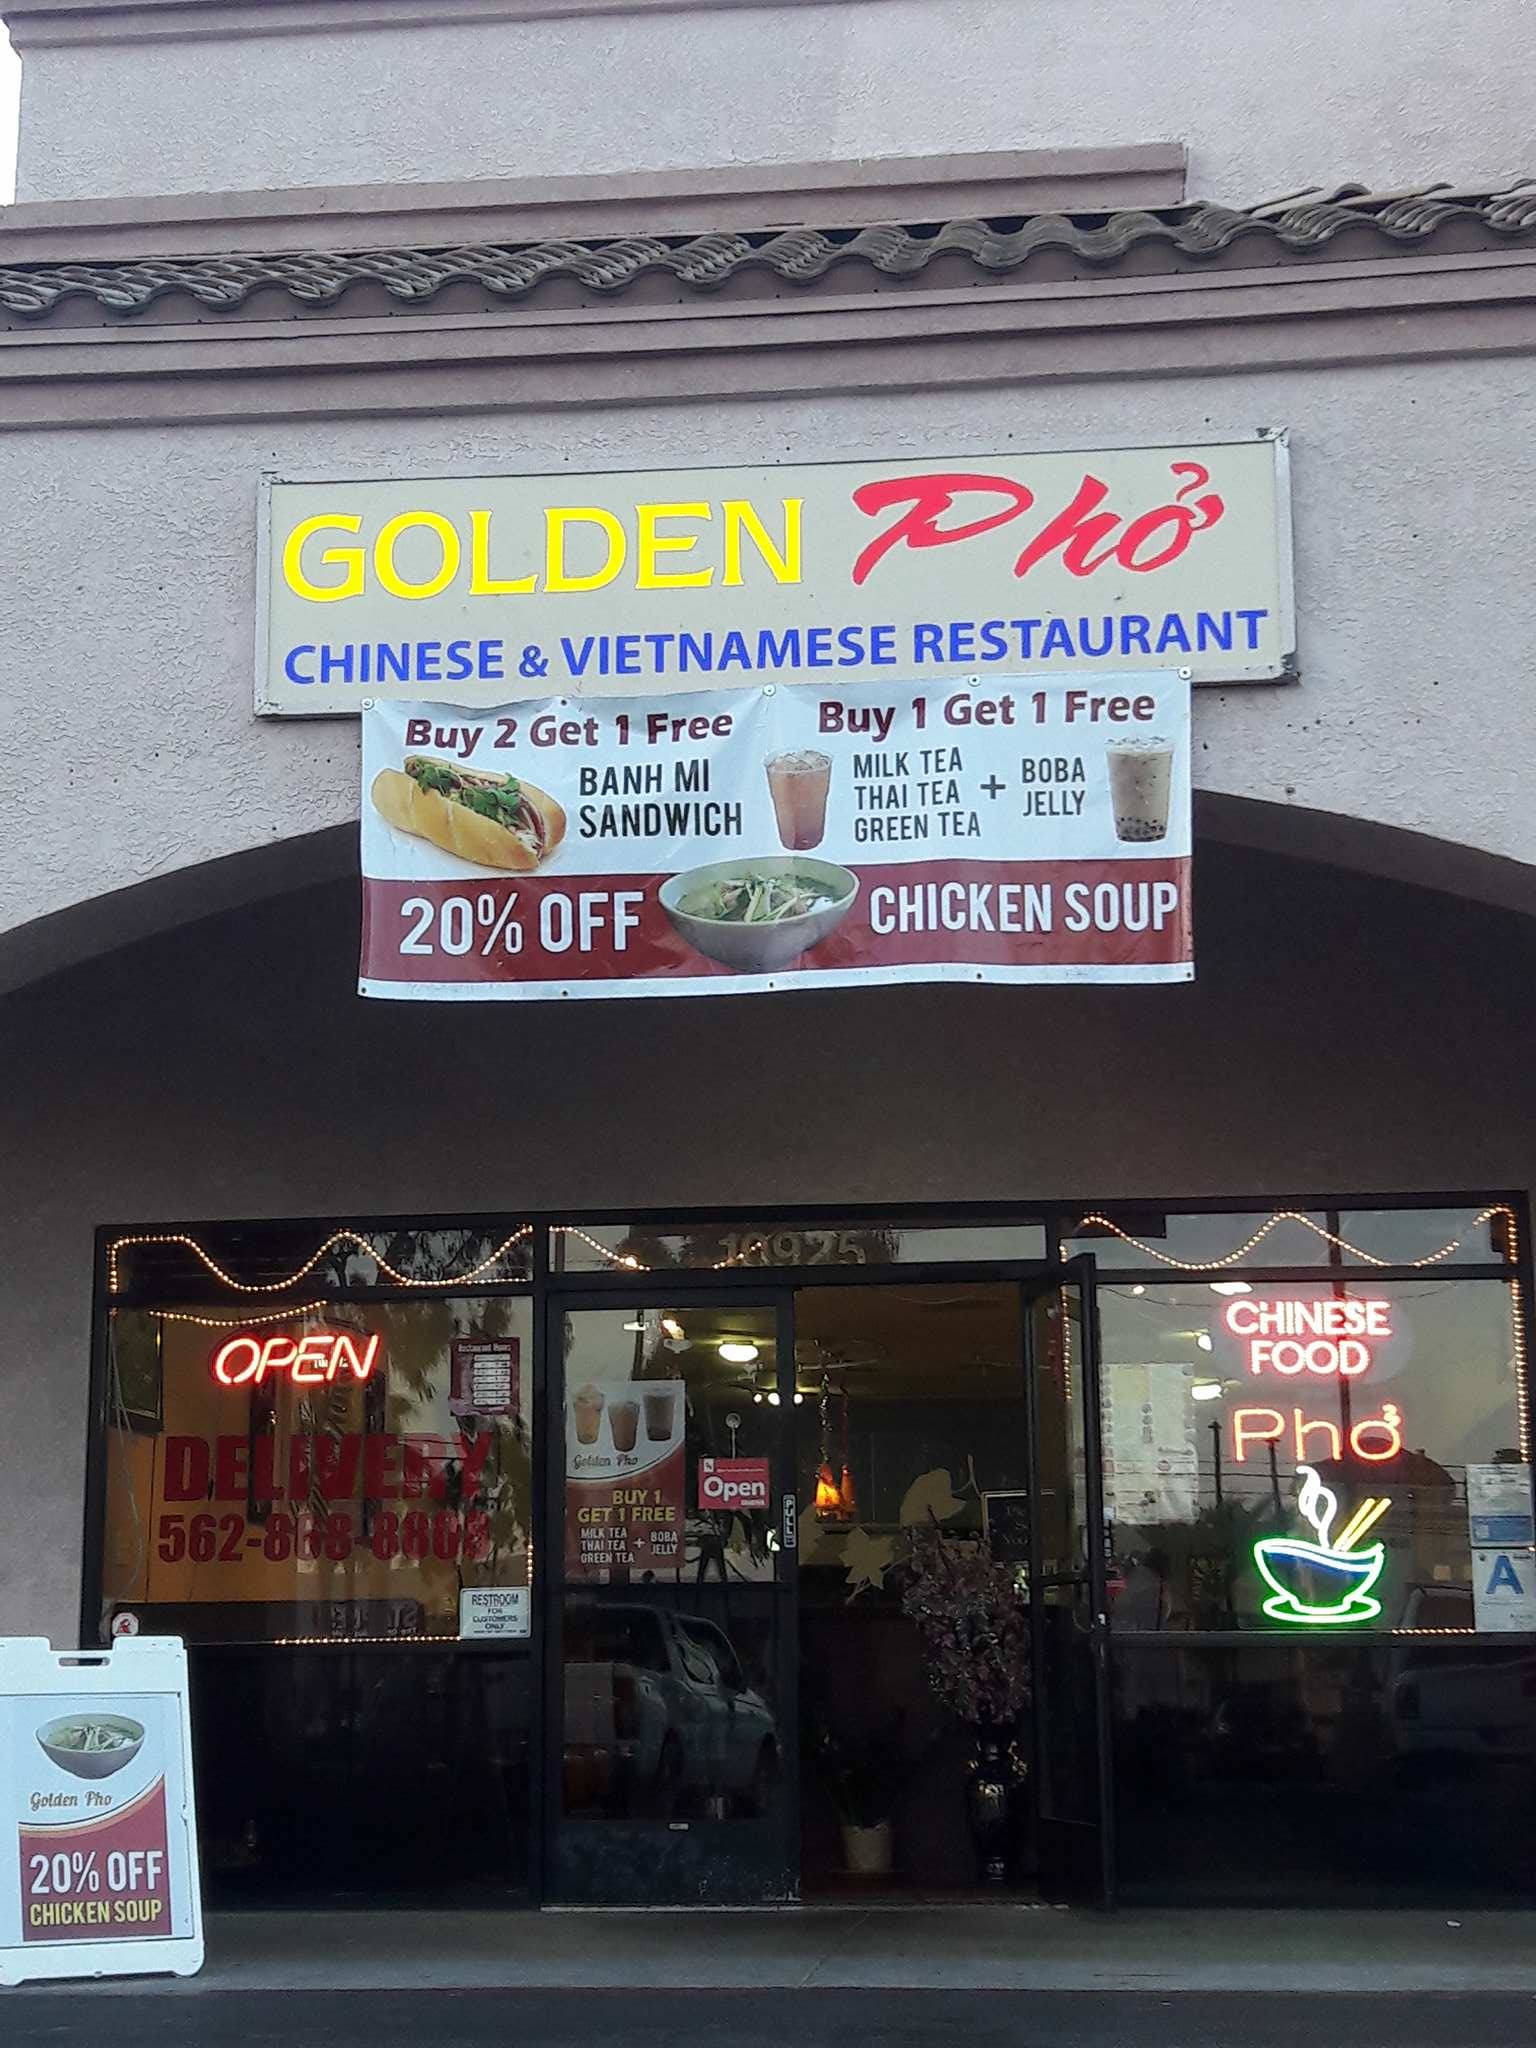 GOLDEN Phở
CHINESE & VIETNAMESE RESTAURANT
Buy 2 Get 1 Free
BANH MI
SANDWICH
Buy 1 Get 1 Free
MILK TEA
THAI TEA
GREEN TEA
+
BOBA
JELLY
20% OFF
CHICKEN SOUP
OPEN
Restaurant Hours
DELIVERY
RESTROOM
FOR
CUSTOMERS
ONLY
Golden Pho
BUY 1
GET 1 FREE
MILK TEA
THAI TEA
GREEN TEA
+
BOBA
JELLY
Open
PULL
CHINESE
FOOD
Phở
A
Golden Pho
20% OFF
CHICKEN SOUP